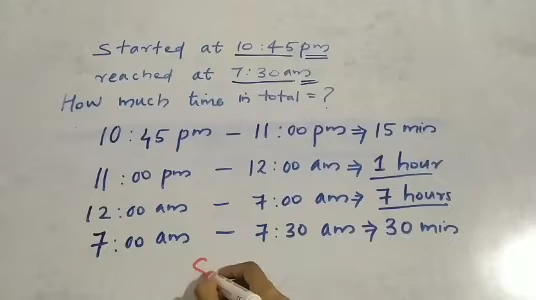 Started at 10:45pm
reached at 7:30am
How much time in total = ?
10:45 pm – 11:00 pm ⇒ 15 min
11:00 pm – 12:00 am ⇒ 1 hour
12:00 am – 7:00 am ⇒ 7 hours
7:00 am – 7:30 am ⇒ 30 min